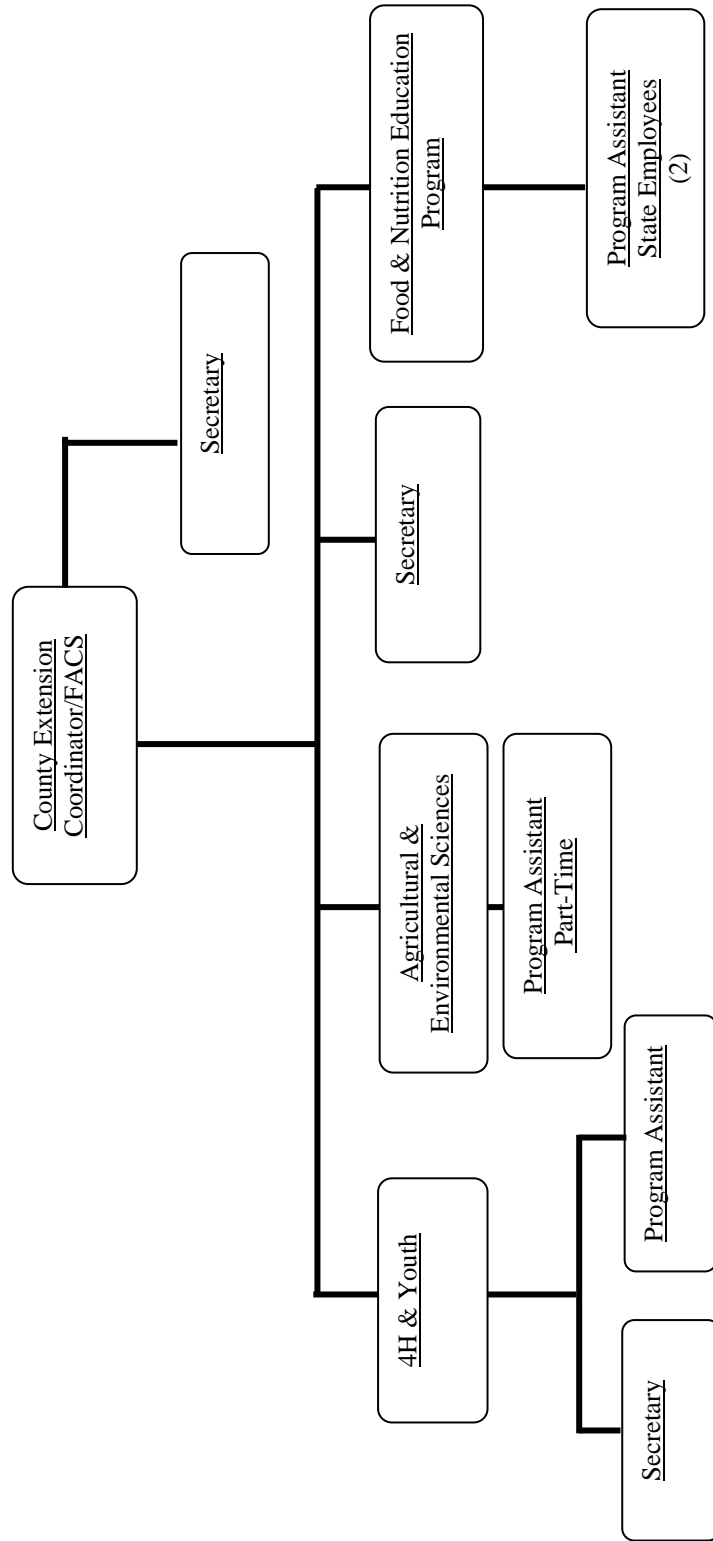 County Extension
Coordinator/FACS
Secretary
4H & Youth
Agricultural &
Environmental Sciences
Secretary
Food & Nutrition Education
Program
Secretary
Program Assistant
Program Assistant
Part-Time
Program Assistant
State Employees
(2)